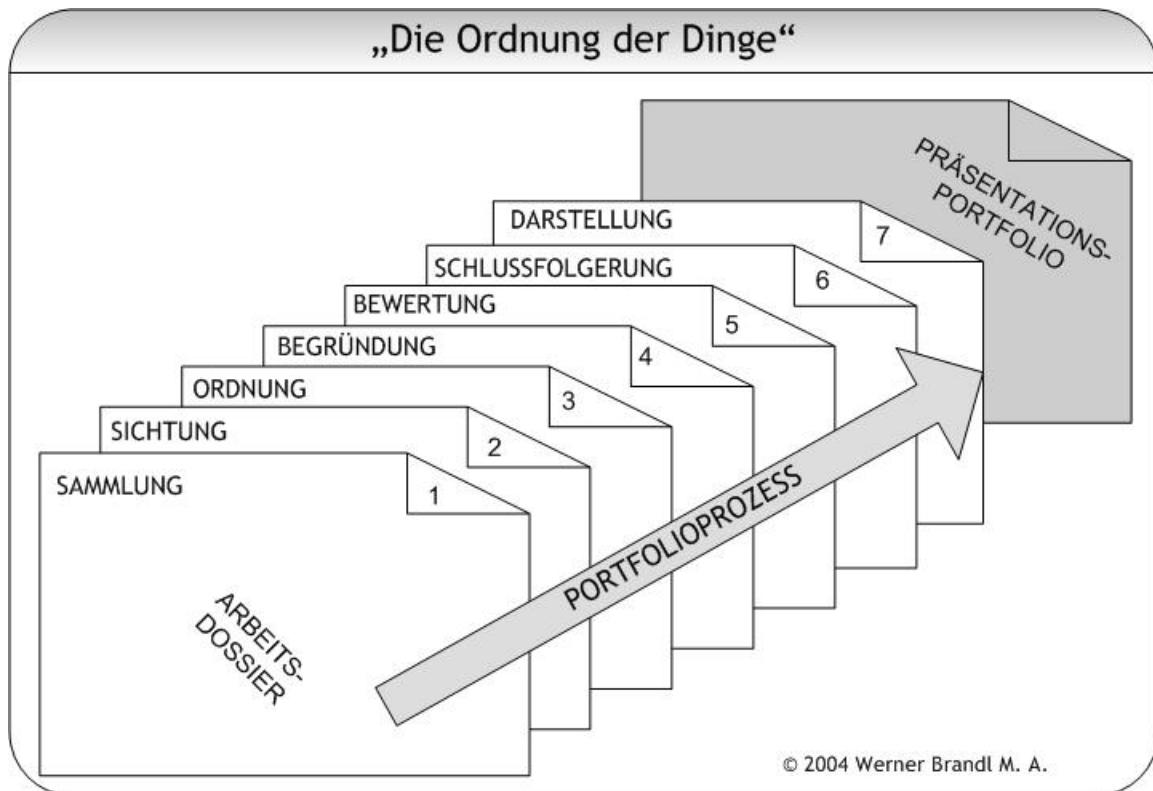 „Die Ordnung der Dinge“
PRÄSENTATIONS-
PORTFOLIO
DARSTELLUNG
7
SCHLUSSFOLGERUNG
6
BEWERTUNG
5
BEGRÜNDUNG
4
ORDNUNG
3
SICHTUNG
2
SAMMLUNG
1
ARBEITS-
DOSSIER
PORTFOLIOPROZESS
© 2004 Werner Brandl M. A.